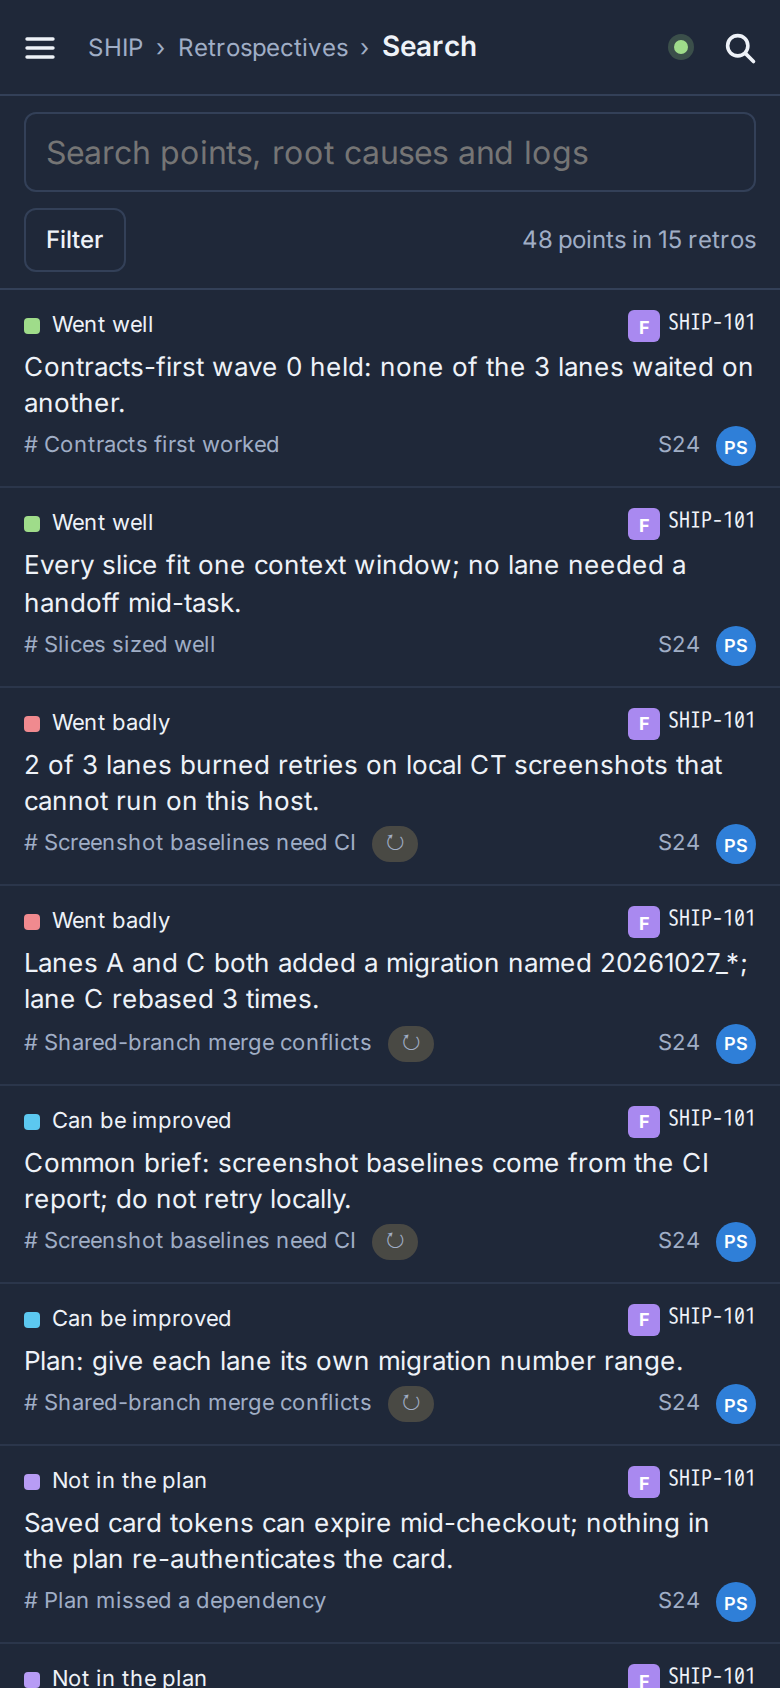 SHIP › Retrospectives › Search
Search points, root causes and logs
Filter
48 points in 15 retros
Went well
F SHIP-101
Contracts-first wave 0 held: none of the 3 lanes waited on
another.
# Contracts first worked
S24 PS
Went well
F SHIP-101
Every slice fit one context window; no lane needed a
handoff mid-task.
# Slices sized well
S24 PS
Went badly
F SHIP-101
2 of 3 lanes burned retries on local CT screenshots that
cannot run on this host.
# Screenshot baselines need CI
S24 PS
Went badly
F SHIP-101
Lanes A and C both added a migration named 20261027_*;
lane C rebased 3 times.
# Shared-branch merge conflicts
S24 PS
Can be improved
F SHIP-101
Common brief: screenshot baselines come from the CI
report; do not retry locally.
# Screenshot baselines need CI
S24 PS
Can be improved
F SHIP-101
Plan: give each lane its own migration number range.
# Shared-branch merge conflicts
S24 PS
Not in the plan
F SHIP-101
Saved card tokens can expire mid-checkout; nothing in
the plan re-authenticates the card.
# Plan missed a dependency
S24 PS
Not in the plan
F SHIP-101